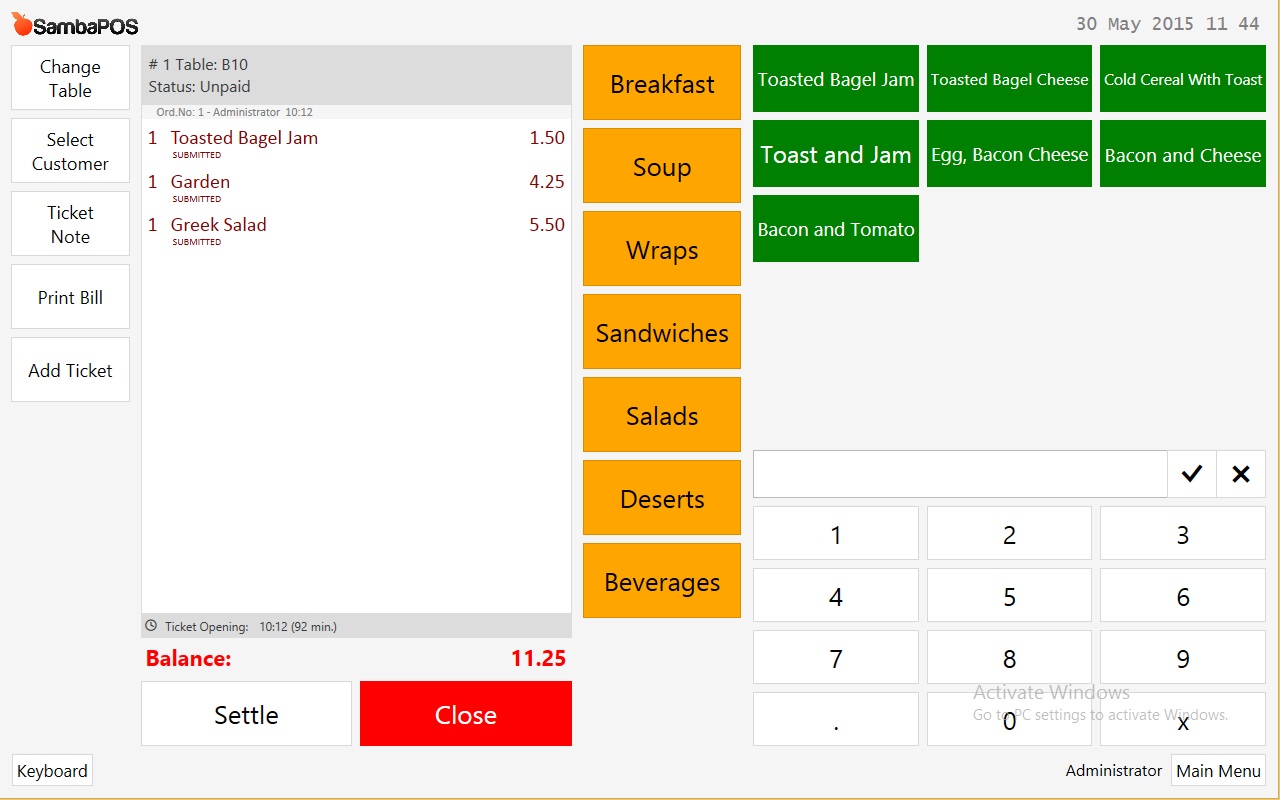 SambaPOS
30 May 2015 11 44
Change
Table
Select
Customer
Ticket
Note
Print Bill
Add Ticket
# 1 Table: B10
Status: Unpaid
Ord.No: 1 - Administrator 10:12
1 Toasted Bagel Jam 1.50
SUBMITTED
1 Garden 4.25
SUBMITTED
1 Greek Salad 5.50
SUBMITTED
Ticket Opening: 10:12 (92 min.)
Balance: 11.25
Settle
Close
Breakfast
Soup
Wraps
Sandwiches
Salads
Deserts
Beverages
Toasted Bagel Jam
Toasted Bagel Cheese
Cold Cereal With Toast
Toast and Jam
Egg, Bacon Cheese
Bacon and Cheese
Bacon and Tomato
1 2 3
4 5 6
7 8 9
. 0 x
Activate Windows
Go to PC settings to activate Windows.
Keyboard
Administrator
Main Menu